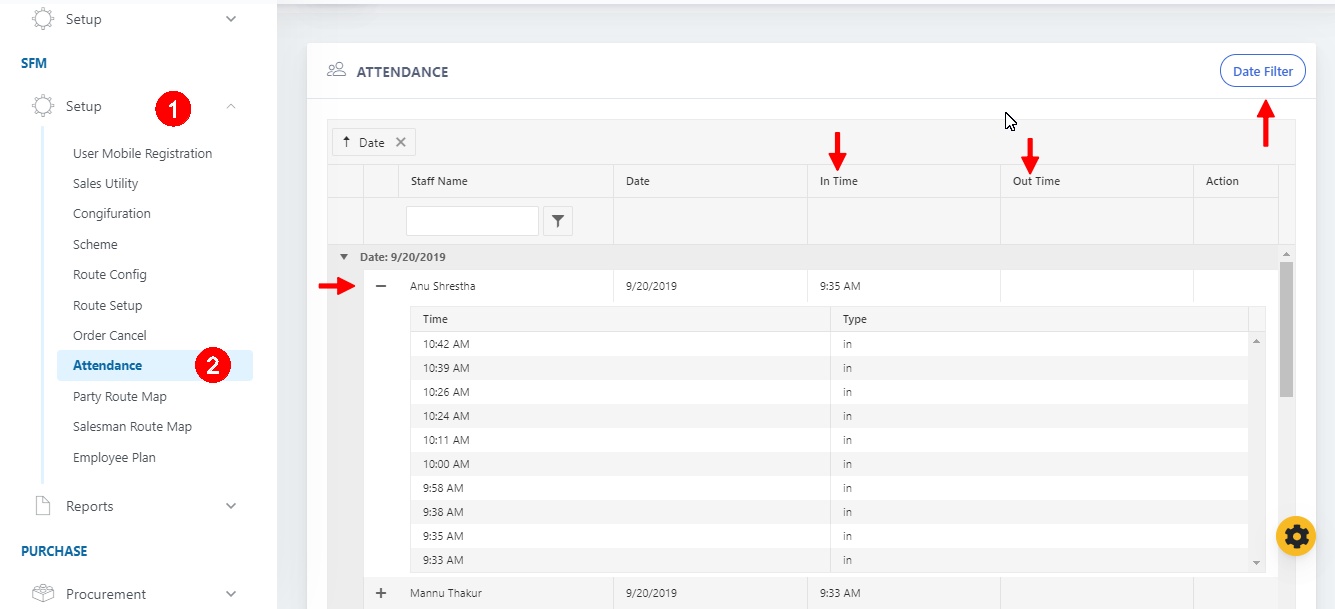 Setup
SFM
Setup 1
User Mobile Registration
Sales Utility
Congifuration
Scheme
Route Config
Route Setup
Order Cancel
Attendance 2
Party Route Map
Salesman Route Map
Employee Plan
Reports
PURCHASE
Procurement
ATTENDANCE
Date Filter
Date
Staff Name Date In Time Out Time Action
Date: 9/20/2019
Anu Shrestha 9/20/2019 9:35 AM
Time Type
10:42 AM in
10:39 AM in
10:26 AM in
10:24 AM in
10:11 AM in
10:00 AM in
9:58 AM in
9:38 AM in
9:35 AM in
9:33 AM in
Mannu Thakur 9/20/2019 9:33 AM